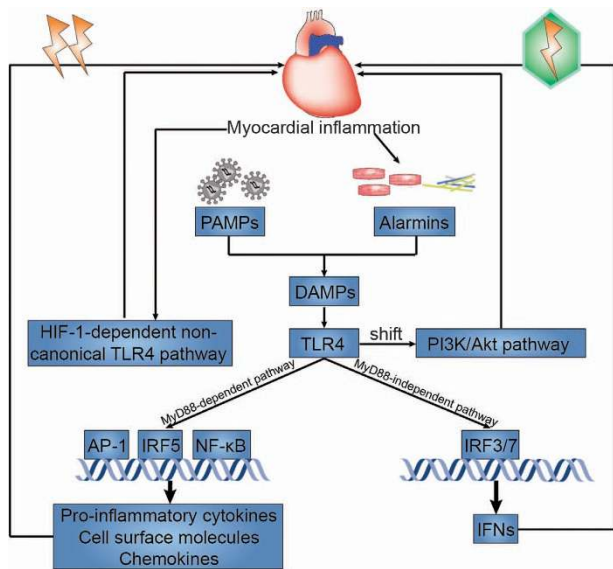 Myocardial inflammation
PAMPs
Alarmins
DAMPs
HIF-1-dependent non-
canonical TLR4 pathway
TLR4
shift
PI3K/Akt pathway
MyD88-dependent pathway
MyD88-independent pathway
AP-1
IRF5
NF-κB
IRF3/7
Pro-inflammatory cytokines
Cell surface molecules
Chemokines
IFNs